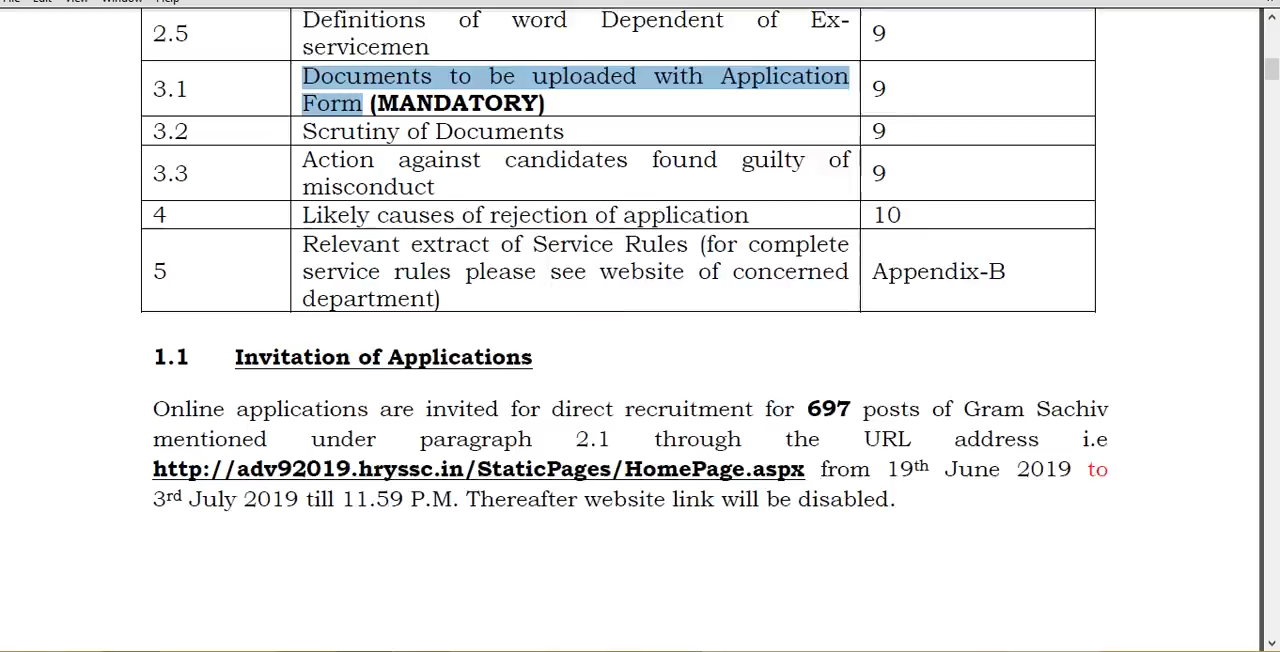 File Edit View Window Help
2.5 Definitions of word Dependent of Ex-
servicemen 9
3.1 Documents to be uploaded with Application
Form (MANDATORY) 9
3.2 Scrutiny of Documents 9
3.3 Action against candidates found guilty of
misconduct 9
4 Likely causes of rejection of application 10
5 Relevant extract of Service Rules (for complete
service rules please see website of concerned
department) Appendix-B
1.1 Invitation of Applications
Online applications are invited for direct recruitment for 697 posts of Gram Sachiv
mentioned under paragraph 2.1 through the URL address i.e
http://adv92019.hryssc.in/StaticPages/HomePage.aspx from 19th June 2019 to
3rd July 2019 till 11.59 P.M. Thereafter website link will be disabled.